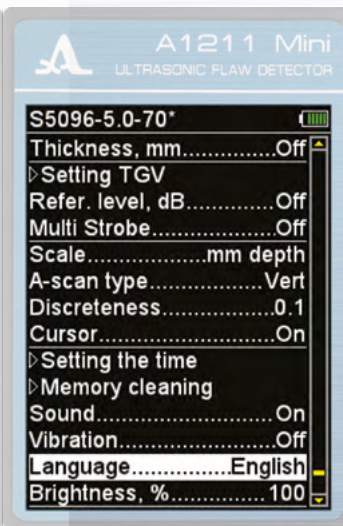 A1211 Mini
ULTRASONIC FLAW DETECTOR
S5096-5.0-70*
Thickness, mm..............Off
▷Setting TGV
Refer. level, dB.............Off
Multi Strobe...................Off
Scale..................mm depth
A-scan type.................Vert
Discreteness.................0.1
Cursor..........................On
▷Setting the time
▷Memory cleaning
Sound..........................On
Vibration.......................Off
Language................English
Brightness, %..............100